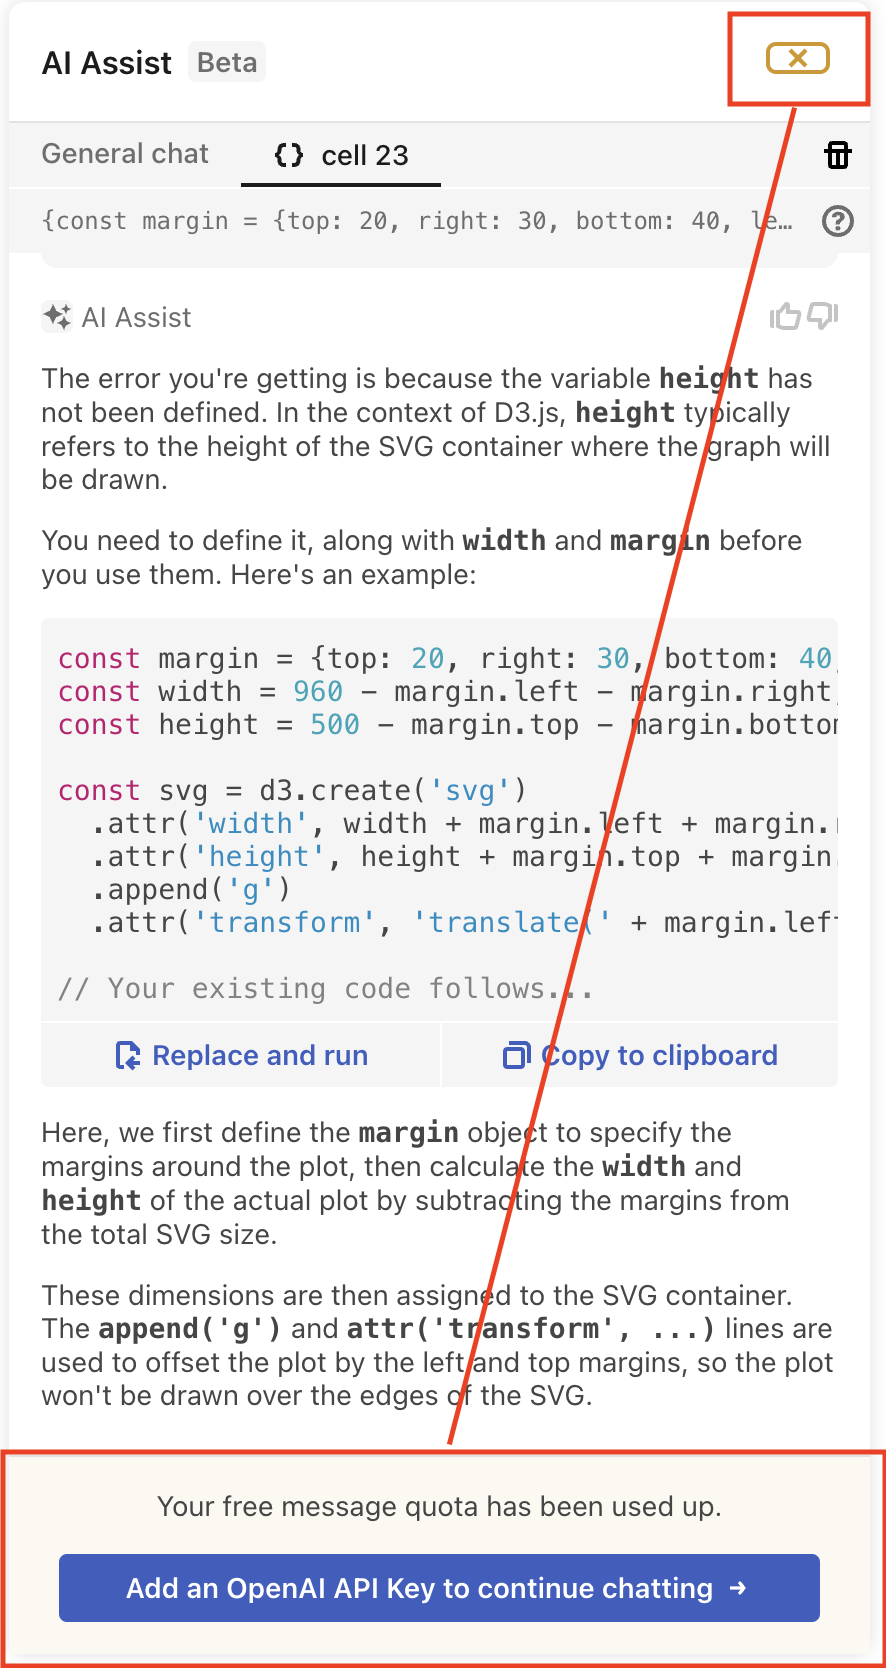 AI Assist Beta
General chat {} cell 23
{const margin = {top: 20, right: 30, bottom: 40, le…
AI Assist
The error you're getting is because the variable height has
not been defined. In the context of D3.js, height typically
refers to the height of the SVG container where the graph will
be drawn.
You need to define it, along with width and margin before
you use them. Here's an example:
const margin = {top: 20, right: 30, bottom: 40,
const width = 960 - margin.left - margin.right,
const height = 500 - margin.top - margin.bottom
const svg = d3.create('svg')
.attr('width', width + margin.left + margin.
.attr('height', height + margin.top + margin.
.append('g')
.attr('transform', 'translate(' + margin.left
// Your existing code follows...
Replace and run Copy to clipboard
Here, we first define the margin object to specify the
margins around the plot, then calculate the width and
height of the actual plot by subtracting the margins from
the total SVG size.
These dimensions are then assigned to the SVG container.
The append('g') and attr('transform', ...) lines are
used to offset the plot by the left and top margins, so the plot
won't be drawn over the edges of the SVG.
Your free message quota has been used up.
Add an OpenAI API Key to continue chatting →